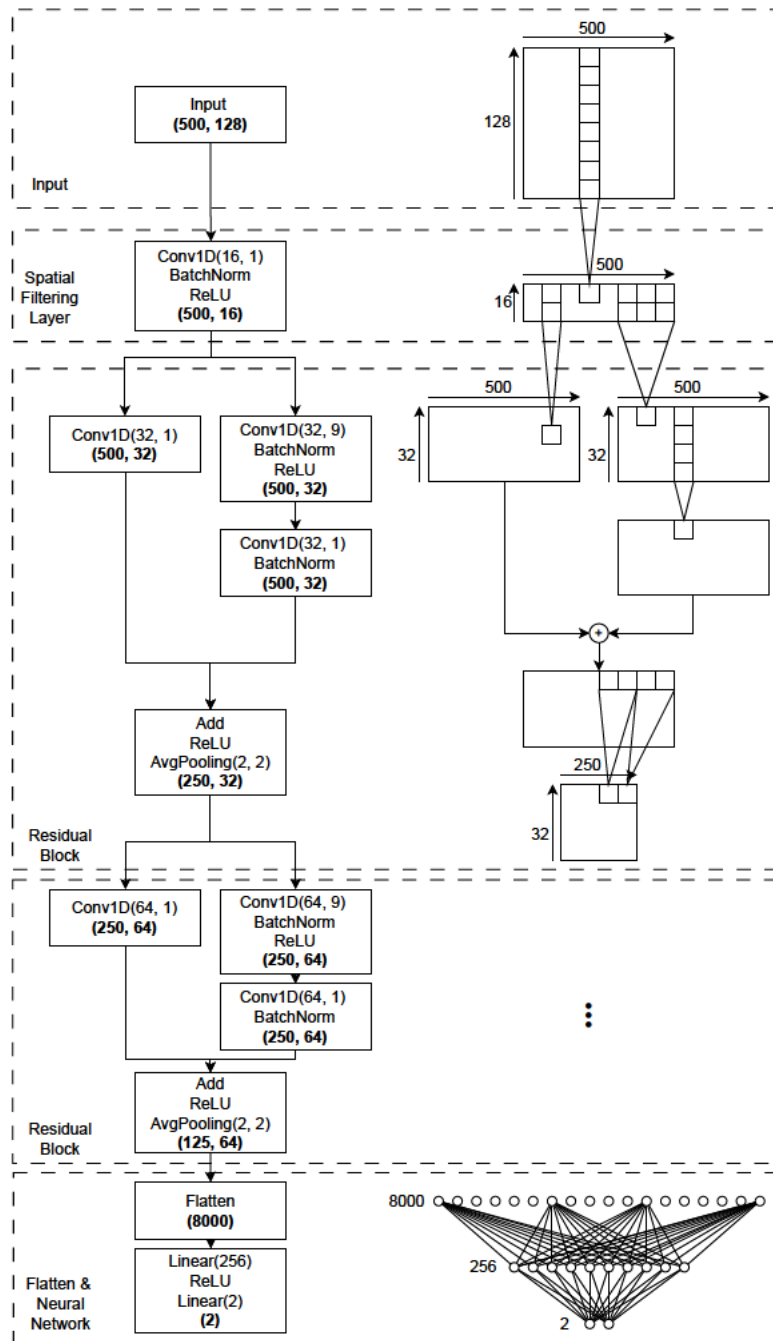 500
128
Input
(500, 128)
Input
Conv1D(16, 1)
BatchNorm
ReLU
(500, 16)
Spatial
Filtering
Layer
500
16
500
500
Conv1D(32, 1)
(500, 32)
Conv1D(32, 9)
BatchNorm
ReLU
(500, 32)
32
32
Conv1D(32, 1)
BatchNorm
(500, 32)
+
Add
ReLU
AvgPooling(2, 2)
(250, 32)
250
32
Residual
Block
Conv1D(64, 1)
(250, 64)
Conv1D(64, 9)
BatchNorm
ReLU
(250, 64)
Conv1D(64, 1)
BatchNorm
(250, 64)
Add
ReLU
AvgPooling(2, 2)
(125, 64)
Residual
Block
Flatten
(8000)
8000
Linear(256)
ReLU
Linear(2)
(2)
256
2
Flatten &
Neural
Network